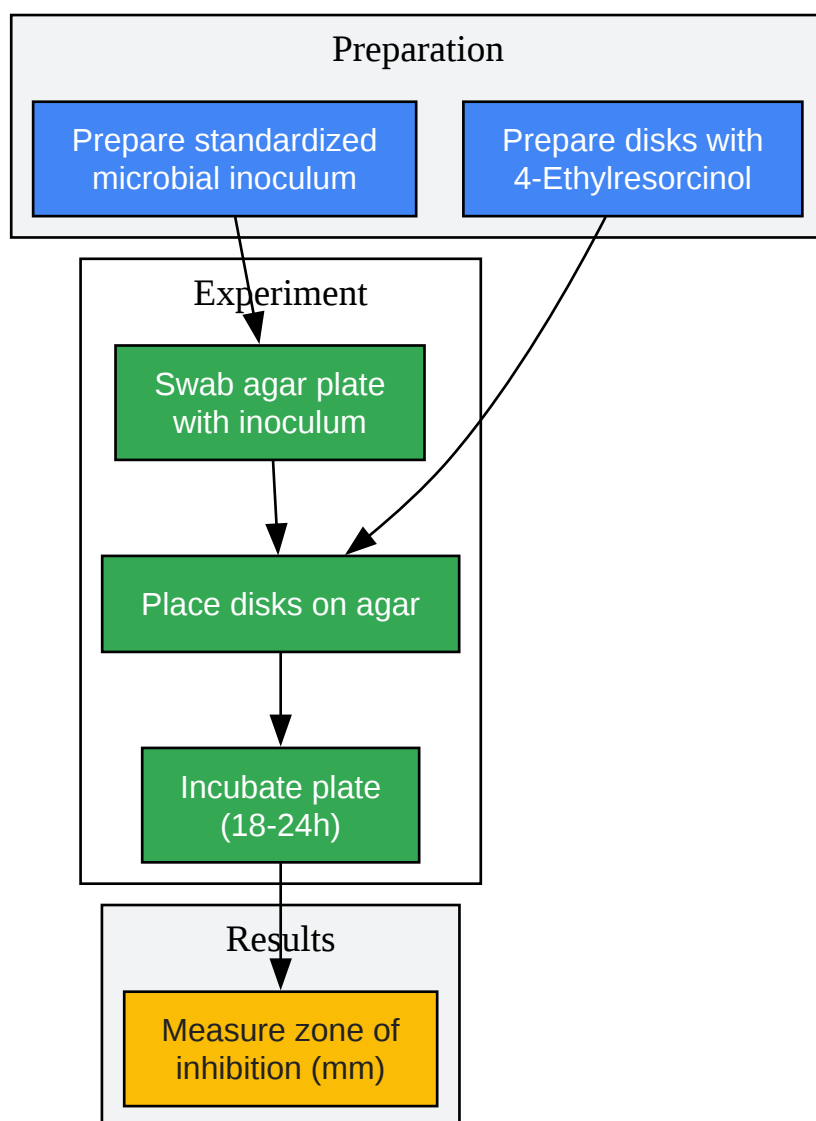 Preparation
Prepare standardized
microbial inoculum
Prepare disks with
4-Ethylresorcinol
Experiment
Swab agar plate
with inoculum
Place disks on agar
Incubate plate
(18-24h)
Results
Measure zone of
inhibition (mm)